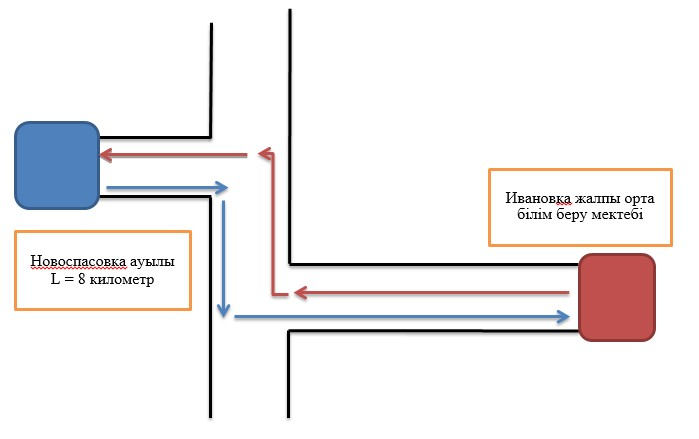 Ивановка жалпы орта
білім беру мектебі
Новоспасовка ауылы
L = 8 километр